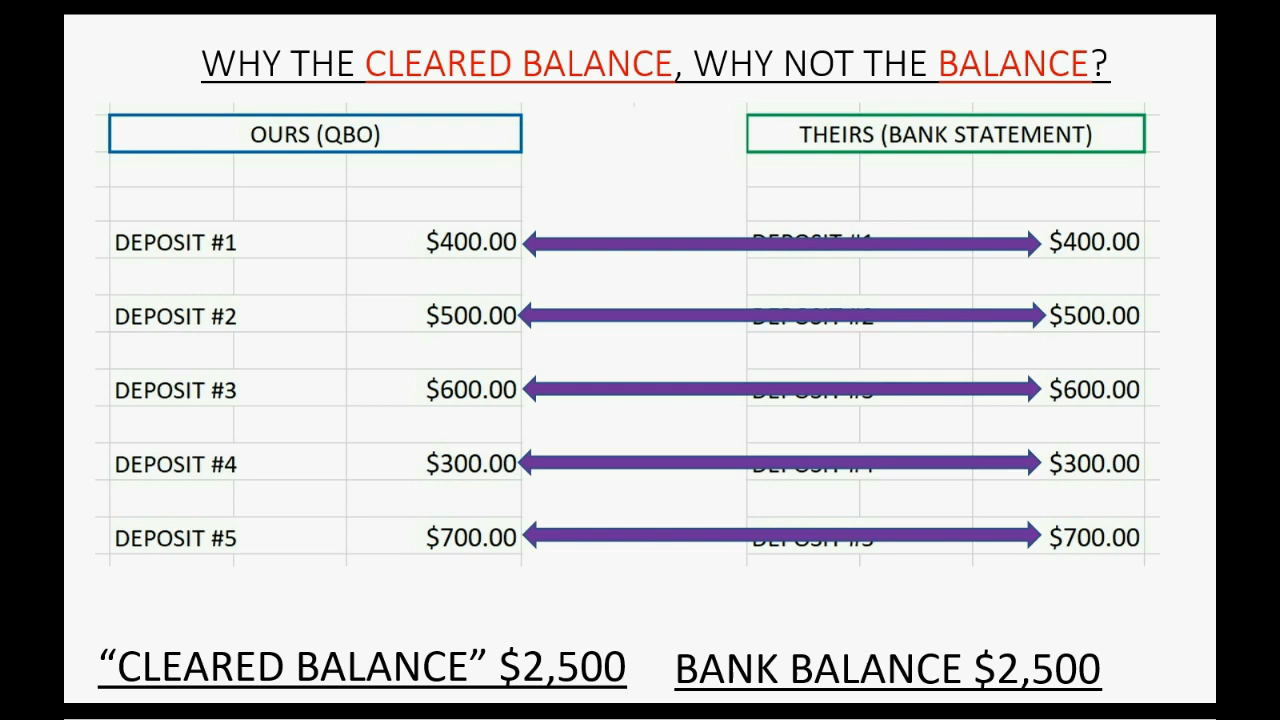 WHY THE CLEARED BALANCE, WHY NOT THE BALANCE?
OURS (QBO) THEIRS (BANK STATEMENT)
DEPOSIT #1 $400.00 $400.00
DEPOSIT #2 $500.00 $500.00
DEPOSIT #3 $600.00 $600.00
DEPOSIT #4 $300.00 $300.00
DEPOSIT #5 $700.00 $700.00
“CLEARED BALANCE” $2,500 BANK BALANCE $2,500